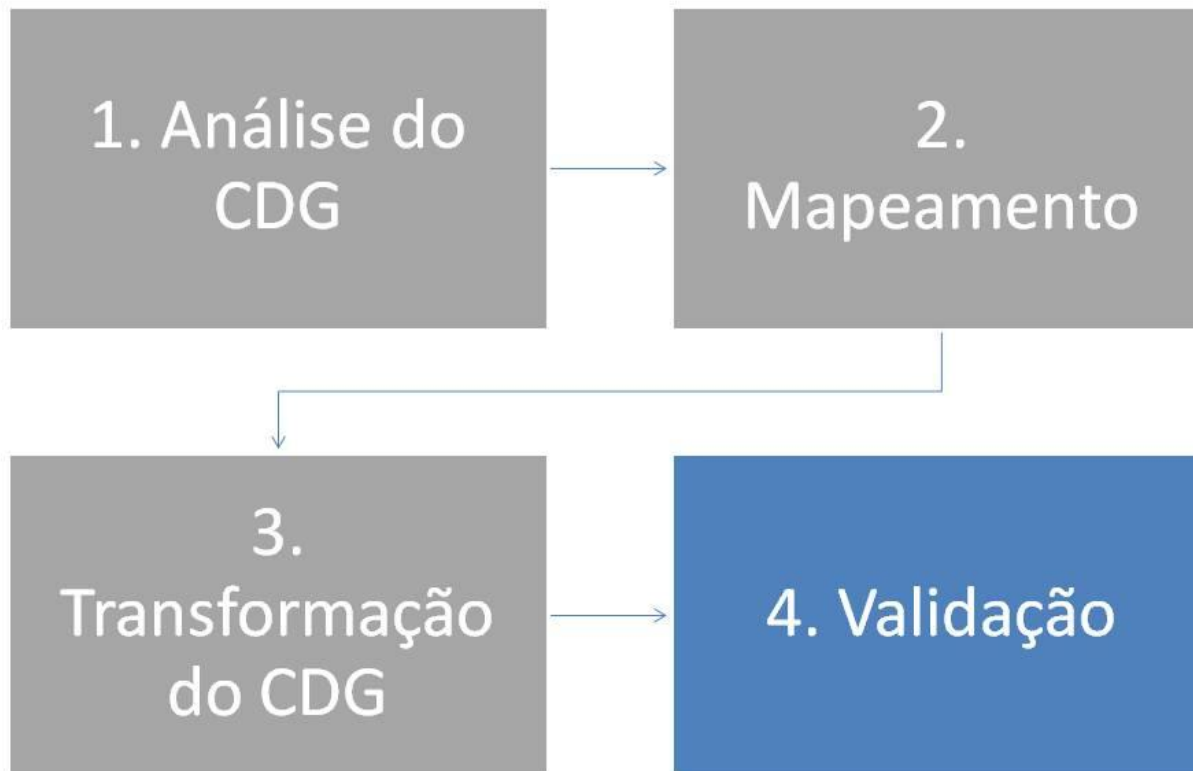 1. Análise do
CDG
2.
Mapeamento
3.
Transformação
do CDG
4. Validação